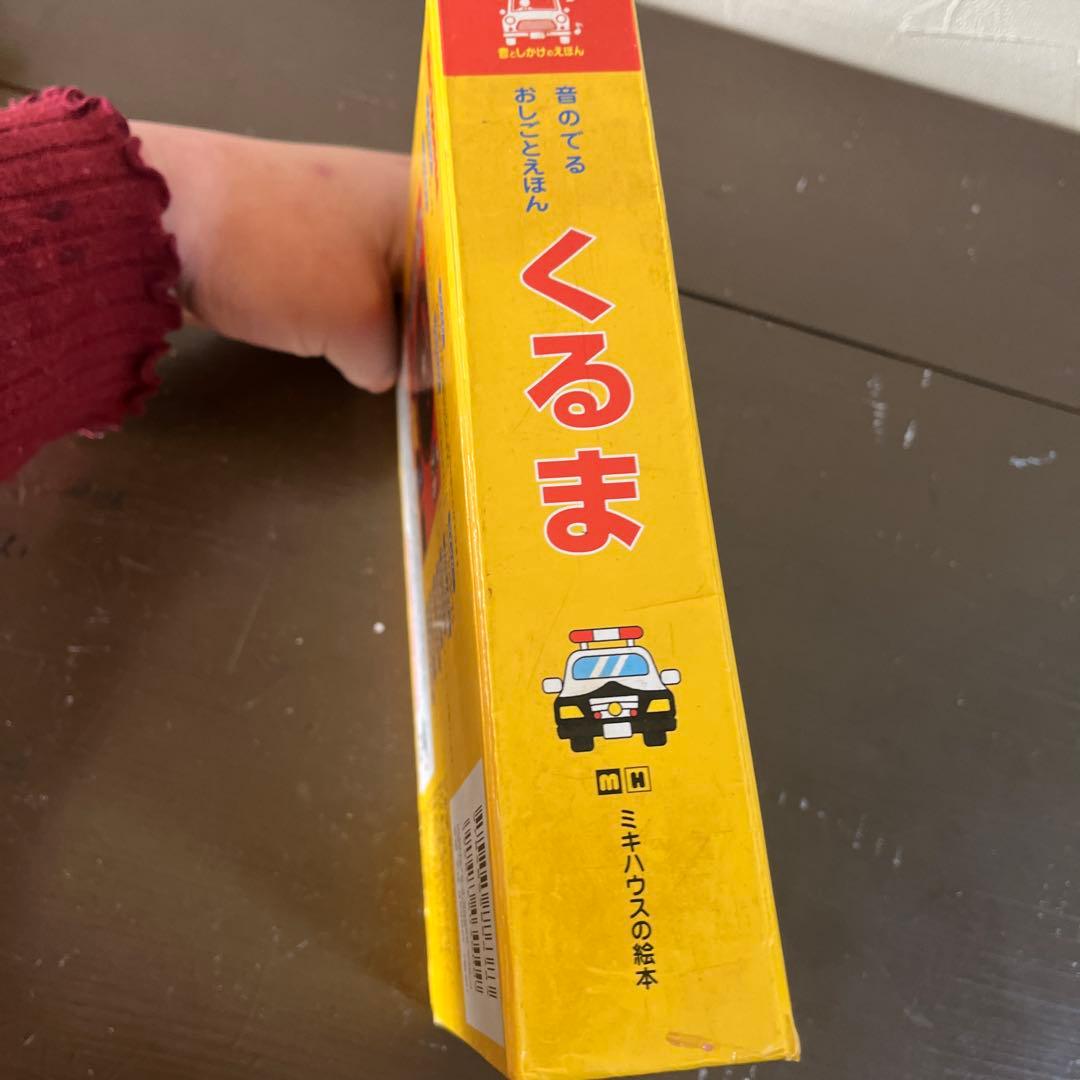 音としかけのえほん
音のでる
おしごとえほん
くるま
mH
ミキハウスの絵本